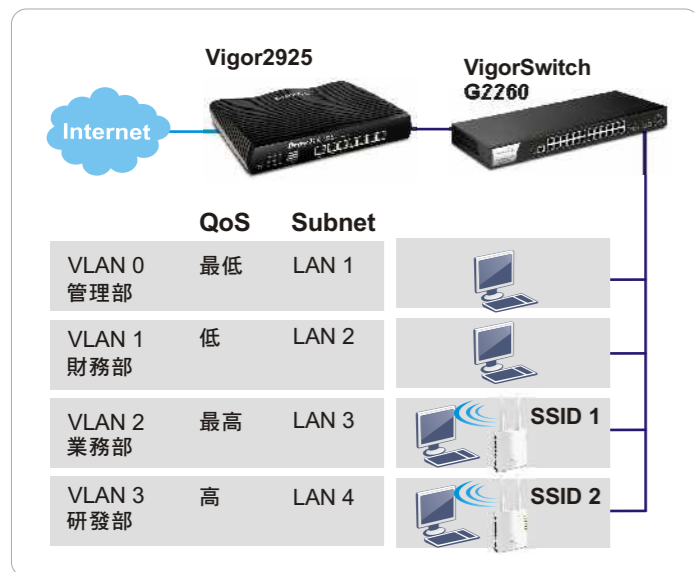 Vigor2925
VigorSwitch
G2260
Internet
QoS Subnet
VLAN 0 最低 LAN 1
管理部
VLAN 1 低 LAN 2
財務部
VLAN 2 最高 LAN 3 SSID 1
業務部
VLAN 3 高 LAN 4 SSID 2
研發部